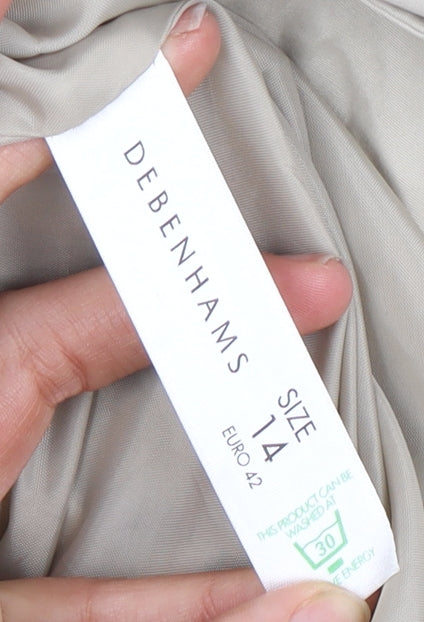 DEBENHAMS
SIZE
14
EURO 42
THIS PRODUCT CAN BE
WASHED AT
30
ENERGY